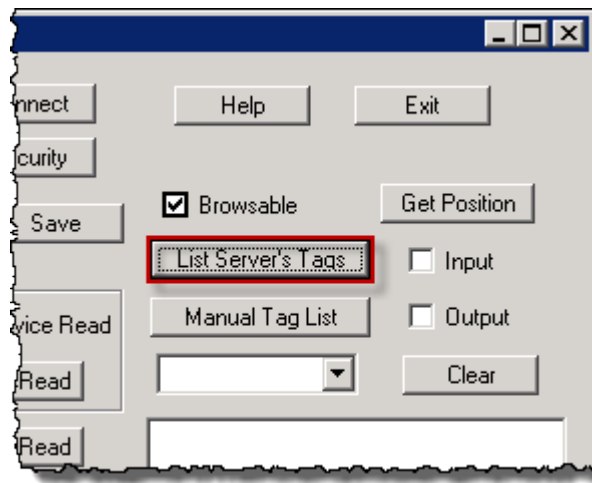 nnect Help Exit
curity
Browsable Get Position
Save
List Server's Tags Input
Manual Tag List Output
vice Read
Read Clear
Read